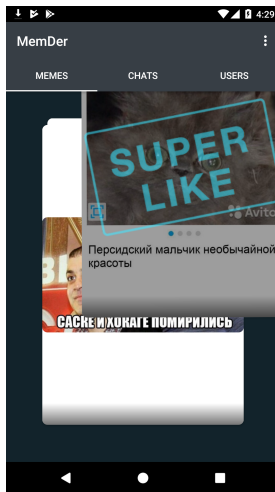 4:29
MemDer
MEMES
CHATS
USERS
SUPER
LIKE
Avito
Персидский мальчик необычайной
красоты
САСКЕ И ХОКАГЕ ПОМИРИЛИСЬ